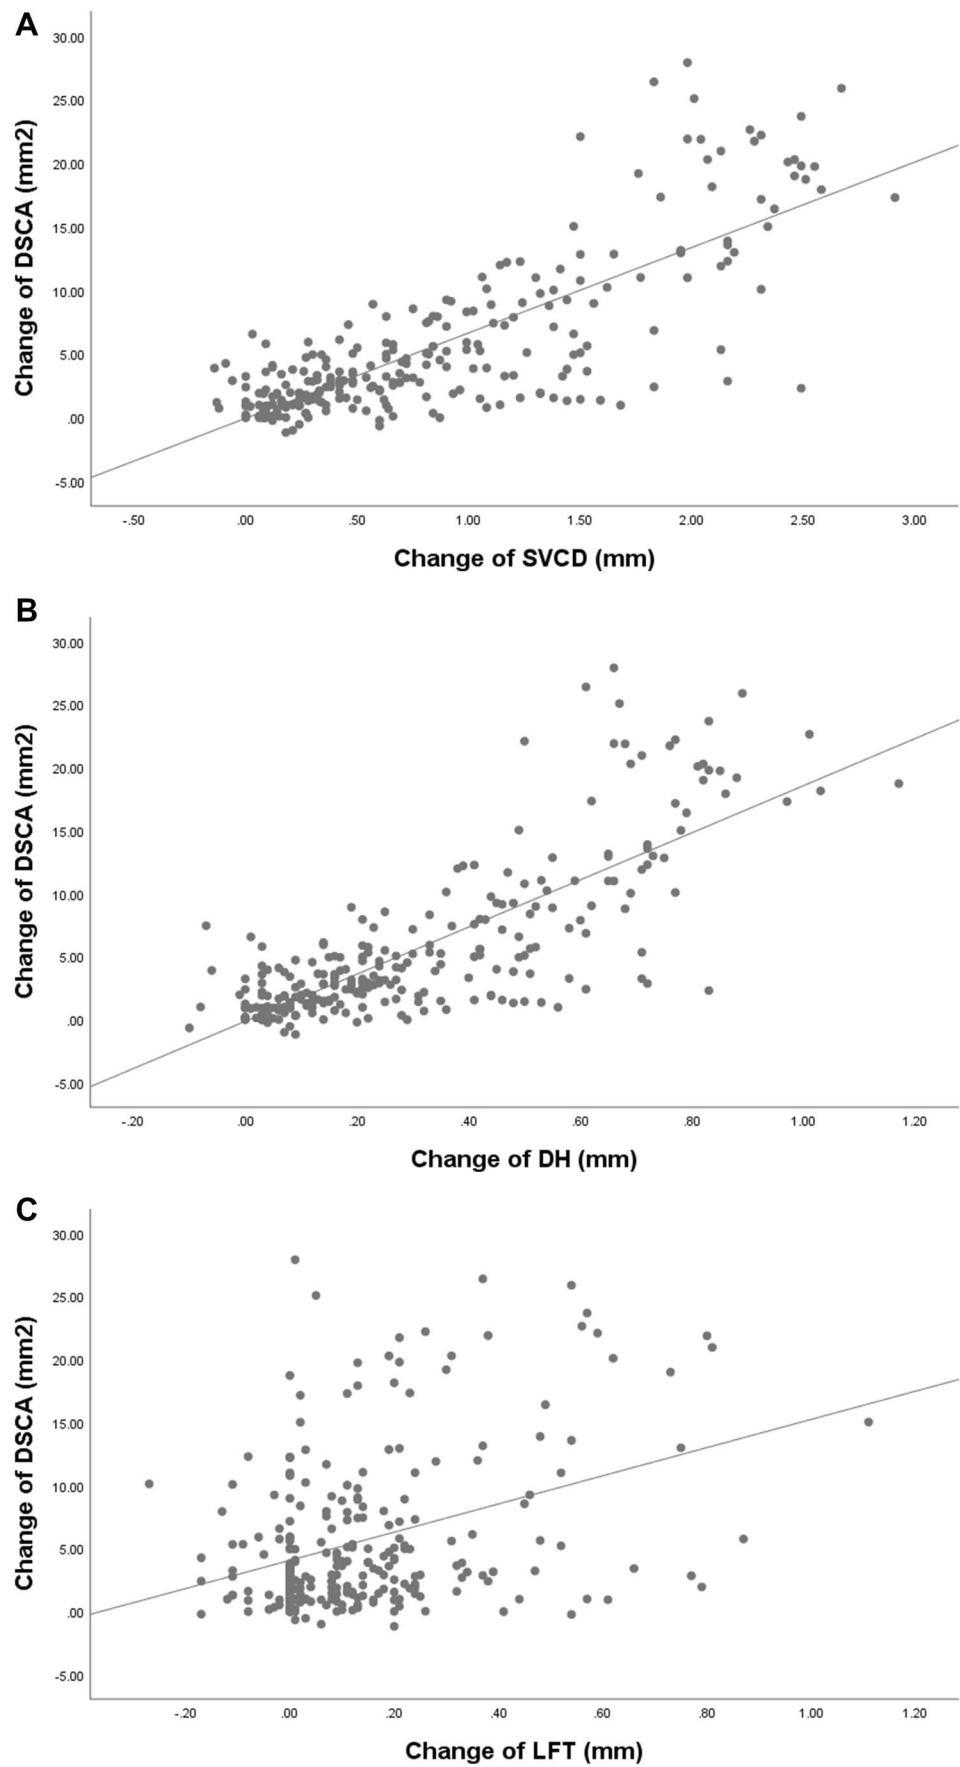 A
30.00
25.00
20.00
15.00
10.00
5.00
.00
-5.00
Change of DSCA (mm2)
-.50 .00 .50 1.00 1.50 2.00 2.50 3.00
Change of SVCD (mm)
B
30.00
25.00
20.00
15.00
10.00
5.00
.00
-5.00
Change of DSCA (mm2)
-.20 .00 .20 .40 .60 .80 1.00 1.20
Change of DH (mm)
C
30.00
25.00
20.00
15.00
10.00
5.00
.00
-5.00
Change of DSCA (mm2)
-.20 .00 .20 .40 .60 .80 1.00 1.20
Change of LFT (mm)